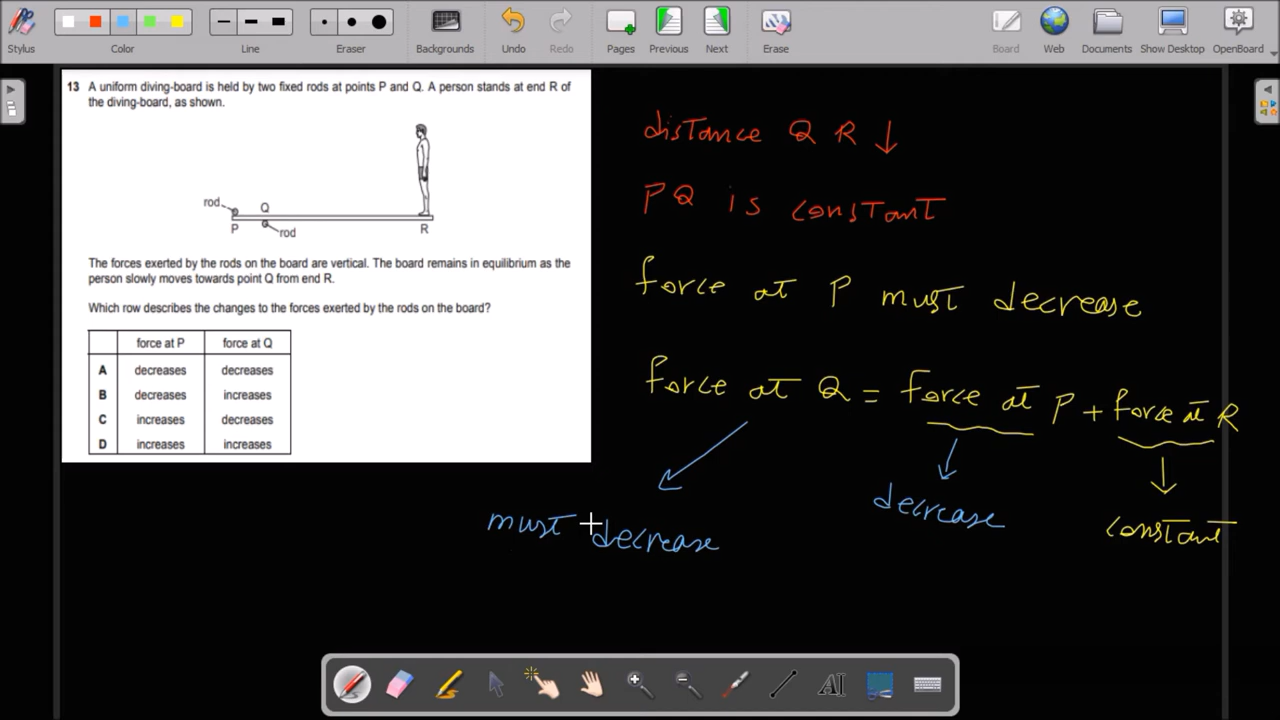 Stylus Color Line Eraser Backgrounds Undo Redo Pages Previous Next Erase Board Web Documents Show Desktop OpenBoard
13 A uniform diving-board is held by two fixed rods at points P and Q. A person stands at end R of
the diving-board, as shown.
rod
Q
P
rod
R
The forces exerted by the rods on the board are vertical. The board remains in equilibrium as the
person slowly moves towards point Q from end R.
Which row describes the changes to the forces exerted by the rods on the board?
force at P force at Q
A decreases decreases
B decreases increases
C increases decreases
D increases increases
distance Q R ↓
PQ is constant
force at P must decrease
force at Q = force at P + force at R
must decrease
decrease
constant
AI